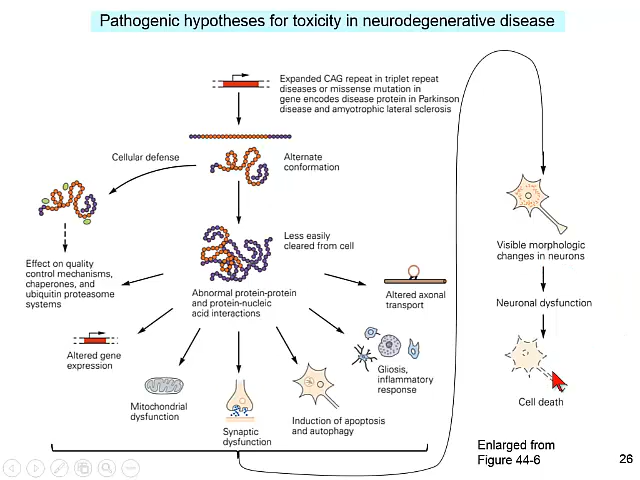 Pathogenic hypotheses for toxicity in neurodegenerative disease
Expanded CAG repeat in triplet repeat
diseases or missense mutation in
gene encodes disease protein in Parkinson
disease and amyotrophic lateral sclerosis
Cellular defense
Alternate
conformation
Less easily
cleared from cell
Effect on quality
control mechanisms,
chaperones, and
ubiquitin proteasome
systems
Abnormal protein-protein
and protein-nucleic
acid interactions
Altered axonal
transport
Altered gene
expression
Mitochondrial
dysfunction
Synaptic
dysfunction
Induction of apoptosis
and autophagy
Gliosis,
inflammatory
response
Visible morphologic
changes in neurons
Neuronal dysfunction
Cell death
Enlarged from
Figure 44-6
26